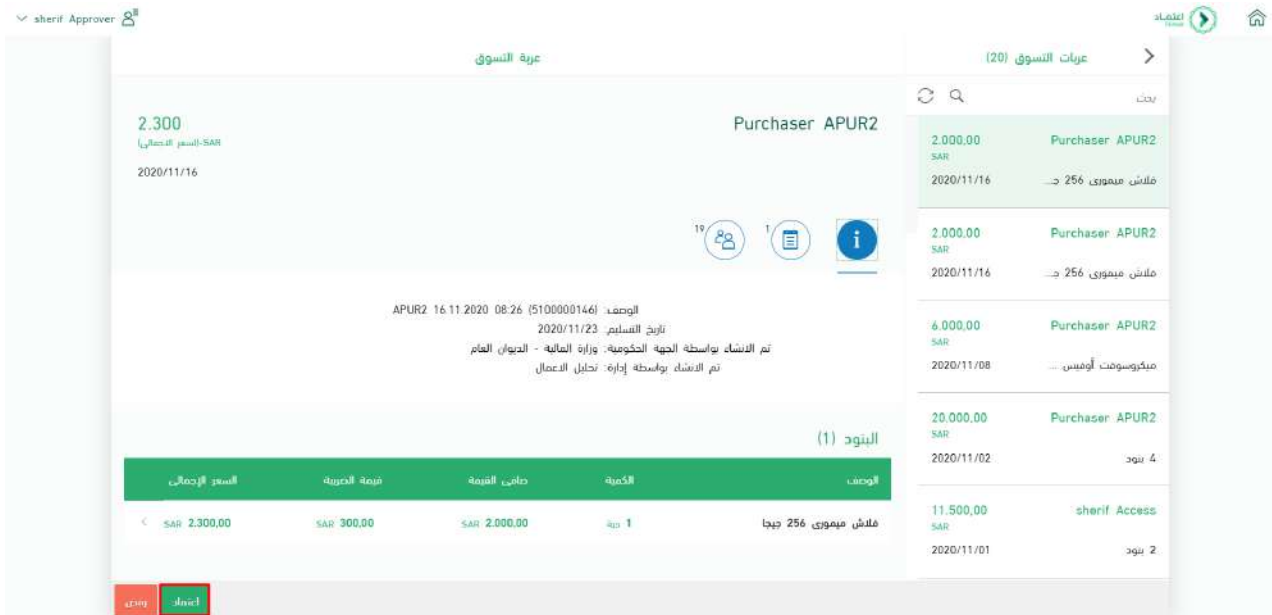 sherif Approver
اعتماد
عربات التسوق (20)
عربة التسوق
بحث
Purchaser APUR2
2.300
SAR-(السعر الاجمالي)
2020/11/16
19
1
الوصف: APUR2 16.11.2020 08:26 (5100000146)
تاريخ التسليم: 2020/11/23
تم الانشاء بواسطة الجهة الحكومية: وزارة المالية - الديوان العام
تم الانشاء بواسطة إدارة: تحليل الاعمال
البنود (1)
الوصف الكمية صافى القيمة قيمة الضريبة السعر الإجمالى
فلاش ميمورى 256 جيجا 1 حبة SAR 2.000,00 SAR 300,00 SAR 2.300,00
اعتماد رفض
Purchaser APUR2 2.000,00
SAR
فلاش ميمورى 256 جـ... 2020/11/16
Purchaser APUR2 2.000,00
SAR
فلاش ميمورى 256 جـ... 2020/11/16
Purchaser APUR2 6.000,00
SAR
ميكروسوفت أوفيس ... 2020/11/08
Purchaser APUR2 20.000,00
SAR
4 بنود 2020/11/02
sherif Access 11.500,00
SAR
2 بنود 2020/11/01